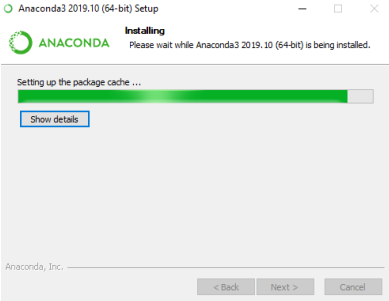 Anaconda3 2019.10 (64-bit) Setup
ANACONDA
Installing
Please wait while Anaconda3 2019.10 (64-bit) is being installed.
Setting up the package cache ...
Show details
Anaconda, Inc.
< Back Next > Cancel